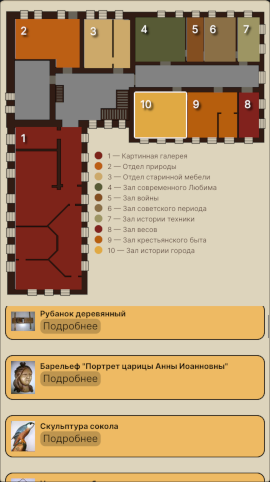 2
3
4
5
6
7
10
9
8
1
1 — Картинная галерея
2 — Отдел природы
3 — Отдел старинной мебели
4 — Зал современного Любима
5 — Зал войны
6 — Зал советского периода
7 — Зал истории техники
8 — Зал весов
9 — Зал крестьянского быта
10 — Зал истории города
Рубанок деревянный
Подробнее
Барельеф "Портрет царицы Анны Иоанновны"
Подробнее
Скульптура сокола
Подробнее